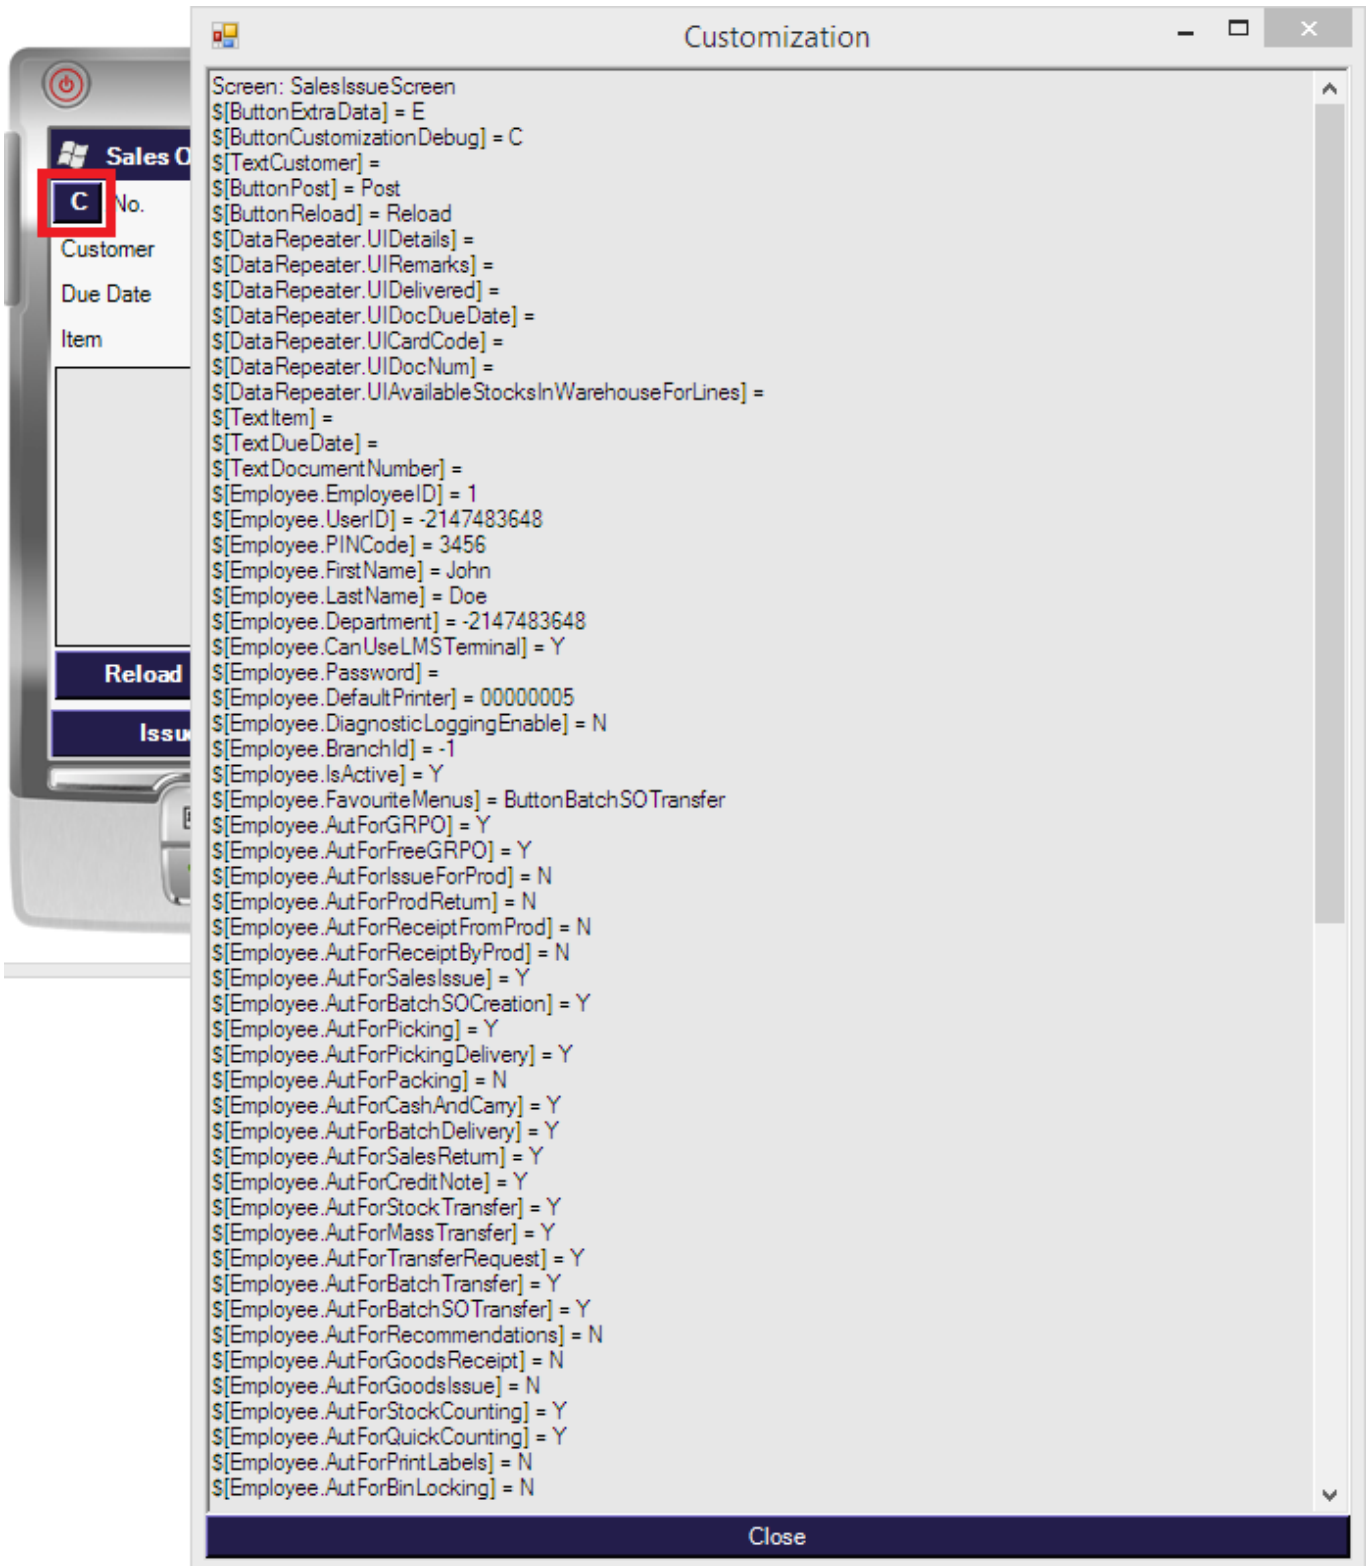 Customization
Sales O
C
No.
Customer
Due Date
Item
Reload
Issu
Screen: SalesIssueScreen
$[ButtonExtraData] = E
$[ButtonCustomizationDebug] = C
$[TextCustomer] =
$[ButtonPost] = Post
$[ButtonReload] = Reload
$[DataRepeater.UIDetails] =
$[DataRepeater.UIRemarks] =
$[DataRepeater.UIDelivered] =
$[DataRepeater.UIDocDueDate] =
$[DataRepeater.UICardCode] =
$[DataRepeater.UIDocNum] =
$[DataRepeater.UIAvailableStocksInWarehouseForLines] =
$[TextItem] =
$[TextDueDate] =
$[TextDocumentNumber] =
$[Employee.EmployeeID] = 1
$[Employee.UserID] = -2147483648
$[Employee.PINCode] = 3456
$[Employee.FirstName] = John
$[Employee.LastName] = Doe
$[Employee.Department] = -2147483648
$[Employee.CanUseLMSTerminal] = Y
$[Employee.Password] =
$[Employee.DefaultPrinter] = 00000005
$[Employee.DiagnosticLoggingEnable] = N
$[Employee.BranchId] = -1
$[Employee.IsActive] = Y
$[Employee.FavouriteMenus] = ButtonBatchSOTransfer
$[Employee.AutForGRPO] = Y
$[Employee.AutForFreeGRPO] = Y
$[Employee.AutForIssueForProd] = N
$[Employee.AutForProdReturn] = N
$[Employee.AutForReceiptFromProd] = N
$[Employee.AutForReceiptByProd] = N
$[Employee.AutForSalesIssue] = Y
$[Employee.AutForBatchSOCreation] = Y
$[Employee.AutForPicking] = Y
$[Employee.AutForPickingDelivery] = Y
$[Employee.AutForPacking] = N
$[Employee.AutForCashAndCarry] = Y
$[Employee.AutForBatchDelivery] = Y
$[Employee.AutForSalesReturn] = Y
$[Employee.AutForCreditNote] = Y
$[Employee.AutForStockTransfer] = Y
$[Employee.AutForMassTransfer] = Y
$[Employee.AutForTransferRequest] = Y
$[Employee.AutForBatchTransfer] = Y
$[Employee.AutForBatchSOTransfer] = Y
$[Employee.AutForRecommendations] = N
$[Employee.AutForGoodsReceipt] = N
$[Employee.AutForGoodsIssue] = N
$[Employee.AutForStockCounting] = Y
$[Employee.AutForQuickCounting] = Y
$[Employee.AutForPrintLabels] = N
$[Employee.AutForBinLocking] = N
Close